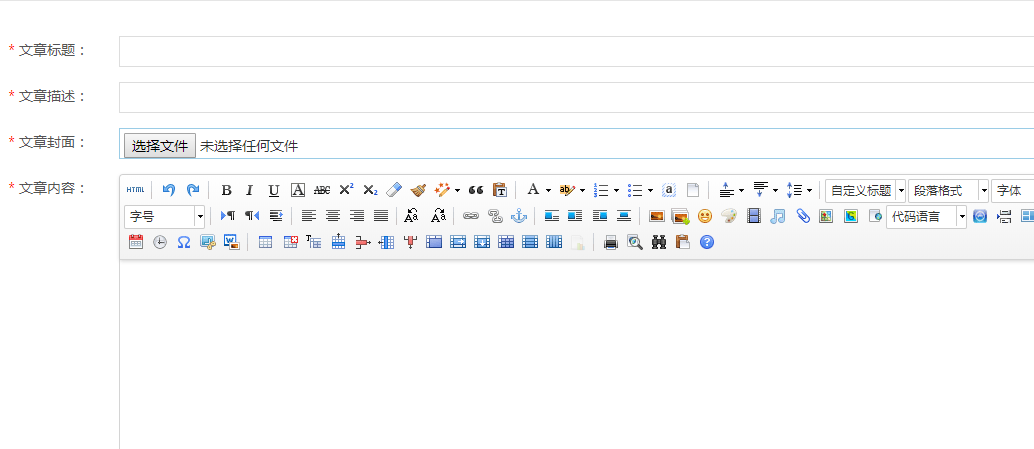 * 文章标题：
* 文章描述：
* 文章封面： 选择文件 未选择任何文件
* 文章内容： HTML B I U A ABC X² X₂ A ab a 自定义标题 段落格式 字体
字号 代码语言